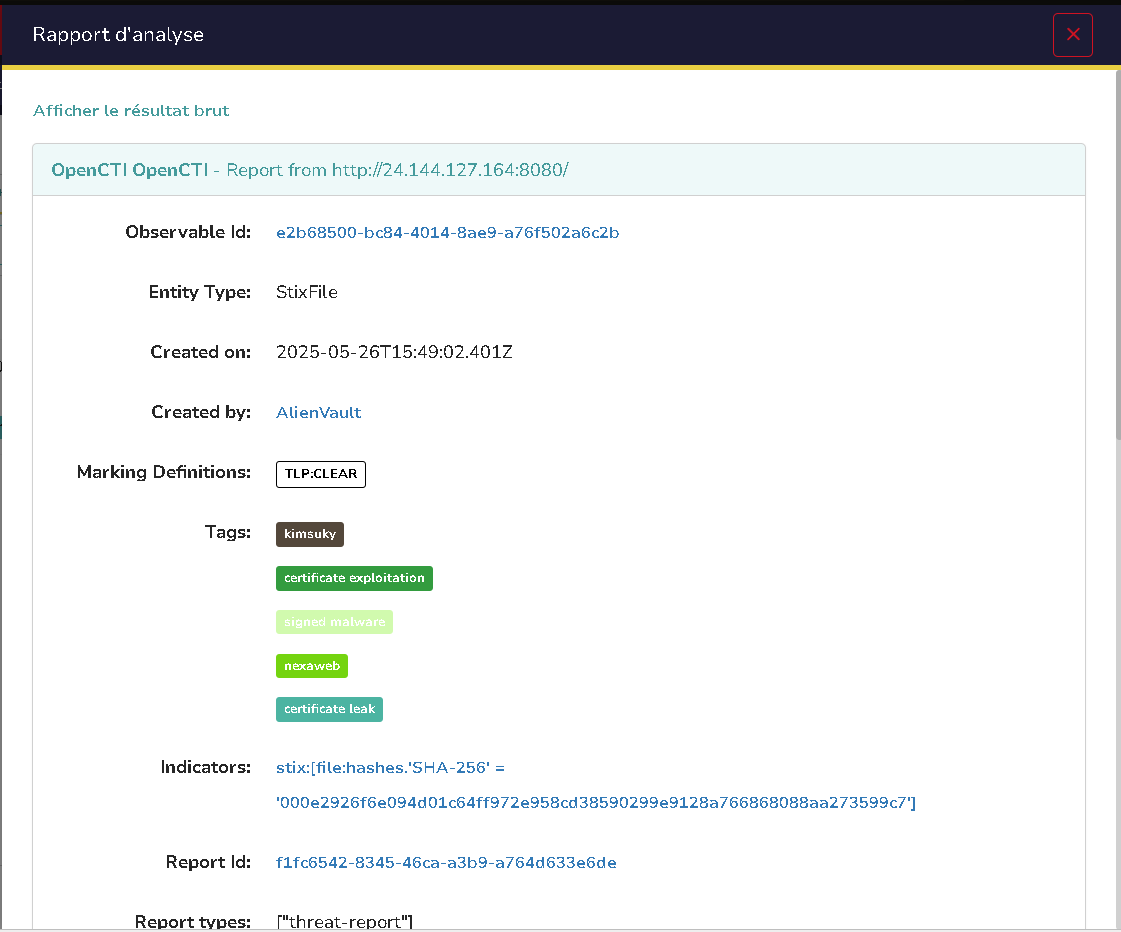 Rapport d'analyse
Afficher le résultat brut
OpenCTI OpenCTI - Report from http://24.144.127.164:8080/
Observable Id: e2b68500-bc84-4014-8ae9-a76f502a6c2b
Entity Type: StixFile
Created on: 2025-05-26T15:49:02.401Z
Created by: AlienVault
Marking Definitions: TLP:CLEAR
Tags: kimsuky
certificate exploitation
signed malware
nexaweb
certificate leak
Indicators: stix:[file:hashes.'SHA-256' =
'000e2926f6e094d01c64ff972e958cd38590299e9128a766868088aa273599c7']
Report Id: f1fc6542-8345-46ca-a3b9-a764d633e6de
Report types: ["threat-report"]